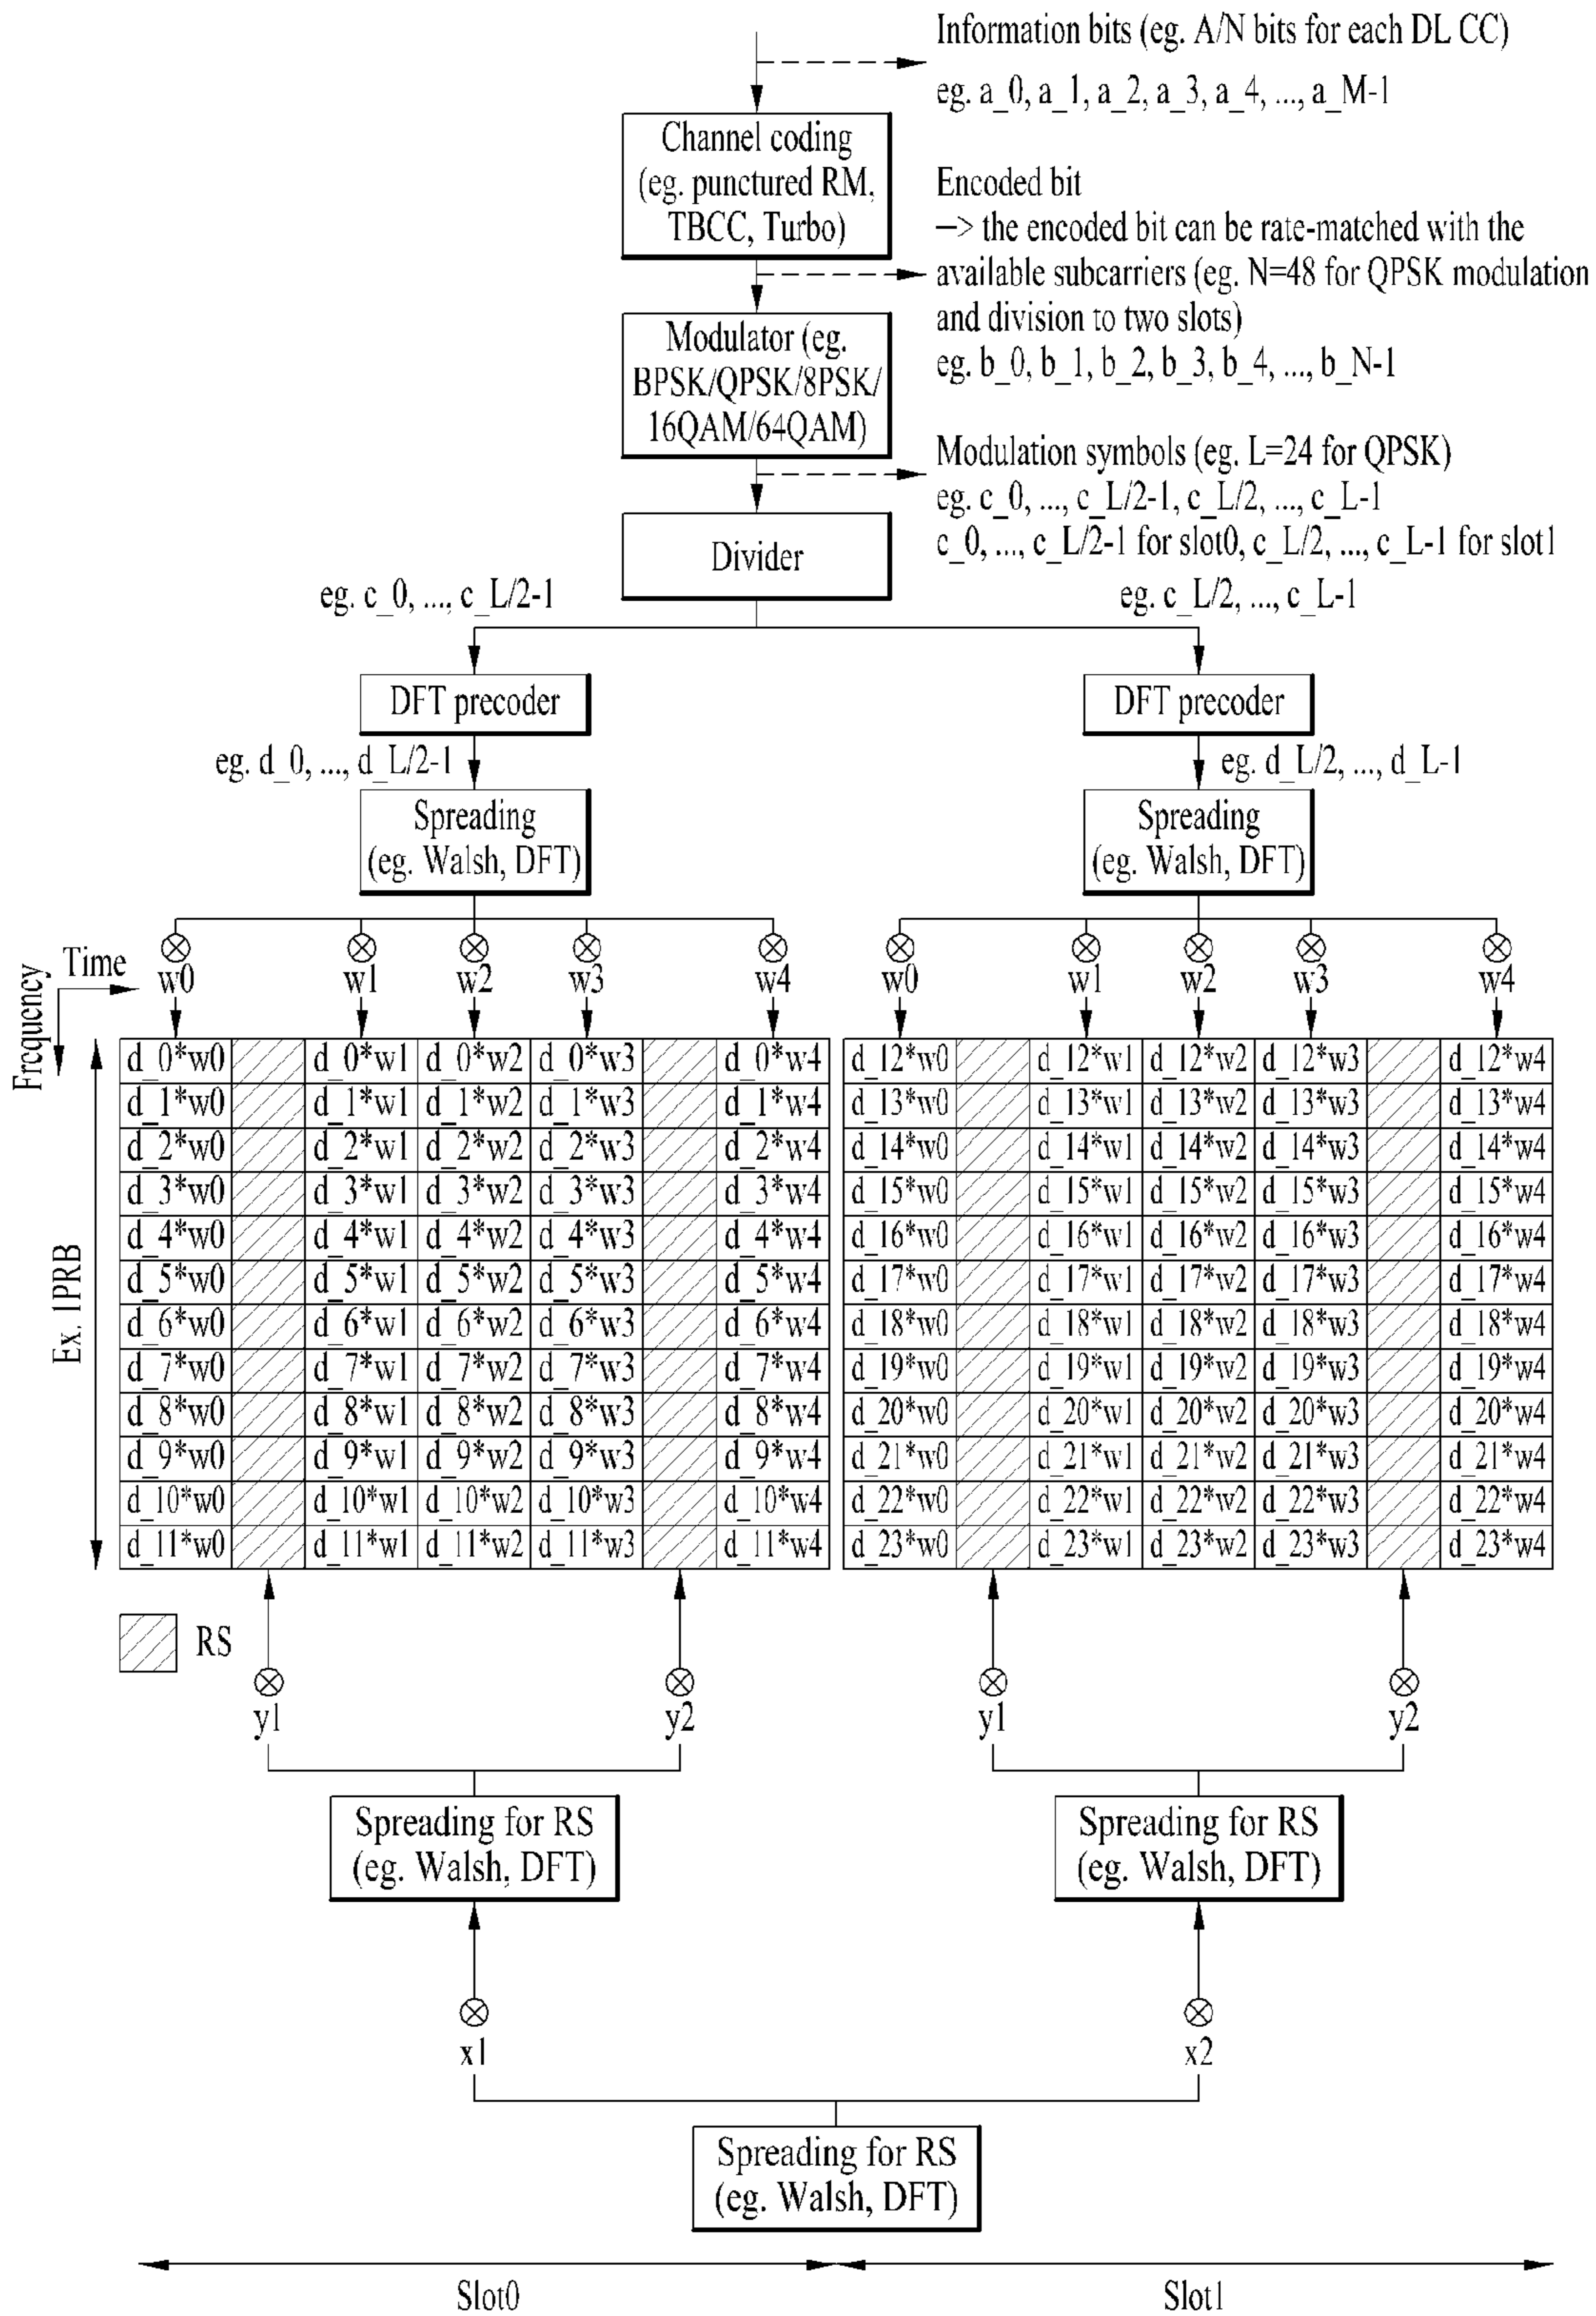 Information bits (eg. A/N bits for each DL CC)
eg. a_0, a_1, a_2, a_3, a_4, ..., a_M-1
Channel coding
(eg. punctured RM,
TBCC, Turbo)
Encoded bit
—> the encoded bit can be rate-matched with the
available subcarriers (eg. N=48 for QPSK modulation
and division to two slots)
eg. b_0, b_1, b_2, b_3, b_4, ..., b_N-1
Modulator (eg.
BPSK/QPSK/8PSK/
16QAM/64QAM)
Modulation symbols (eg. L=24 for QPSK)
eg. c_0, ..., c_L/2-1, c_L/2, ..., c_L-1
c_0, ..., c_L/2-1 for slot0, c_L/2, ..., c_L-1 for slot1
Divider
eg. c_0, ..., c_L/2-1
eg. c_L/2, ..., c_L-1
DFT precoder
DFT precoder
eg. d_0, ..., d_L/2-1
eg. d_L/2, ..., d_L-1
Spreading
(eg. Walsh, DFT)
Spreading
(eg. Walsh, DFT)
Time
Frequency
w0 w1 w2 w3 w4 w0 w1 w2 w3 w4
d_0*w0 d_0*w1 d_0*w2 d_0*w3 d_0*w4 d_12*w0 d_12*w1 d_12*w2 d_12*w3 d_12*w4
d_1*w0 d_1*w1 d_1*w2 d_1*w3 d_1*w4 d_13*w0 d_13*w1 d_13*w2 d_13*w3 d_13*w4
d_2*w0 d_2*w1 d_2*w2 d_2*w3 d_2*w4 d_14*w0 d_14*w1 d_14*w2 d_14*w3 d_14*w4
d_3*w0 d_3*w1 d_3*w2 d_3*w3 d_3*w4 d_15*w0 d_15*w1 d_15*w2 d_15*w3 d_15*w4
d_4*w0 d_4*w1 d_4*w2 d_4*w3 d_4*w4 d_16*w0 d_16*w1 d_16*w2 d_16*w3 d_16*w4
d_5*w0 d_5*w1 d_5*w2 d_5*w3 d_5*w4 d_17*w0 d_17*w1 d_17*w2 d_17*w3 d_17*w4
d_6*w0 d_6*w1 d_6*w2 d_6*w3 d_6*w4 d_18*w0 d_18*w1 d_18*w2 d_18*w3 d_18*w4
d_7*w0 d_7*w1 d_7*w2 d_7*w3 d_7*w4 d_19*w0 d_19*w1 d_19*w2 d_19*w3 d_19*w4
d_8*w0 d_8*w1 d_8*w2 d_8*w3 d_8*w4 d_20*w0 d_20*w1 d_20*w2 d_20*w3 d_20*w4
d_9*w0 d_9*w1 d_9*w2 d_9*w3 d_9*w4 d_21*w0 d_21*w1 d_21*w2 d_21*w3 d_21*w4
d_10*w0 d_10*w1 d_10*w2 d_10*w3 d_10*w4 d_22*w0 d_22*w1 d_22*w2 d_22*w3 d_22*w4
d_11*w0 d_11*w1 d_11*w2 d_11*w3 d_11*w4 d_23*w0 d_23*w1 d_23*w2 d_23*w3 d_23*w4
Ex. 1PRB
RS
y1 y2 y1 y2
Spreading for RS
(eg. Walsh, DFT)
Spreading for RS
(eg. Walsh, DFT)
x1 x2
Spreading for RS
(eg. Walsh, DFT)
Slot0 Slot1